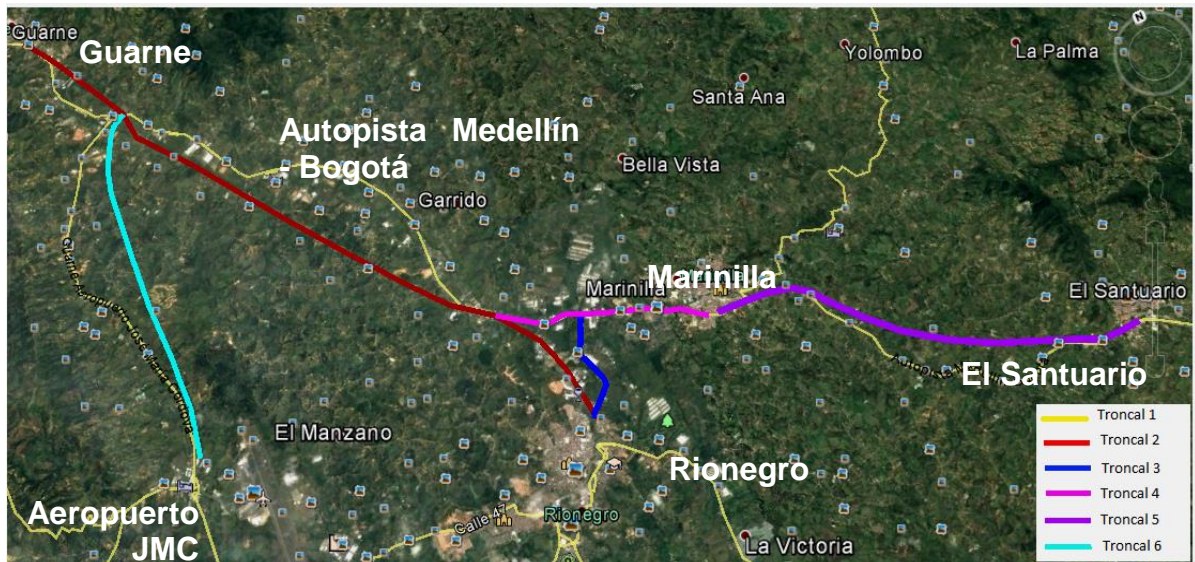 Guarne
Guarne
Yolombo
La Palma
Santa Ana
Autopista Medellín
- Bogotá
Bella Vista
Garrido
Marinilla
Marinilla
El Santuario
El Santuario
El Manzano
Rionegro
Aeropuerto
JMC
Calle 47
Rionegro
La Victoria
N
Troncal 1
Troncal 2
Troncal 3
Troncal 4
Troncal 5
Troncal 6